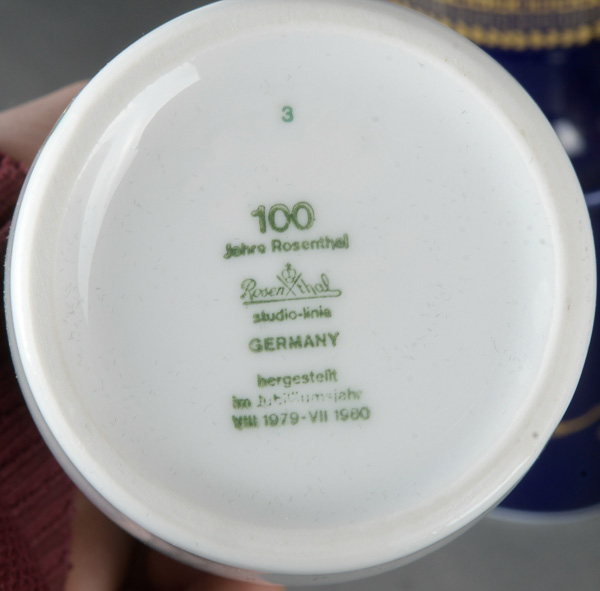 3
100
Jahre Rosenthal
Rosenthal
studio-linie
GERMANY
hergestellt
im Jubiläumsjahr
VIII 1979-VII 1980